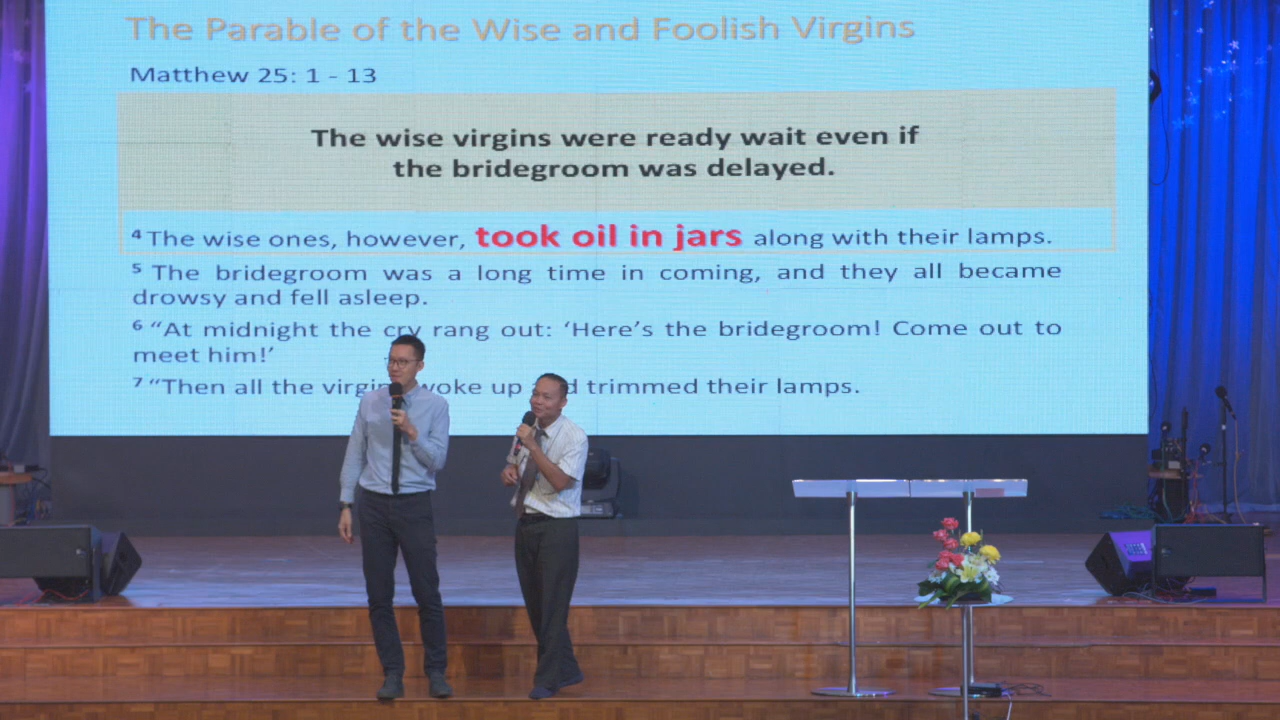 The Parable of the Wise and Foolish Virgins
Matthew 25: 1 - 13
The wise virgins were ready wait even if
the bridegroom was delayed.
4 The wise ones, however, took oil in jars along with their lamps.
5 The bridegroom was a long time in coming, and they all became
drowsy and fell asleep.
6 “At midnight the cry rang out: ‘Here’s the bridegroom! Come out to
meet him!’
7 “Then all the virgins woke up and trimmed their lamps.